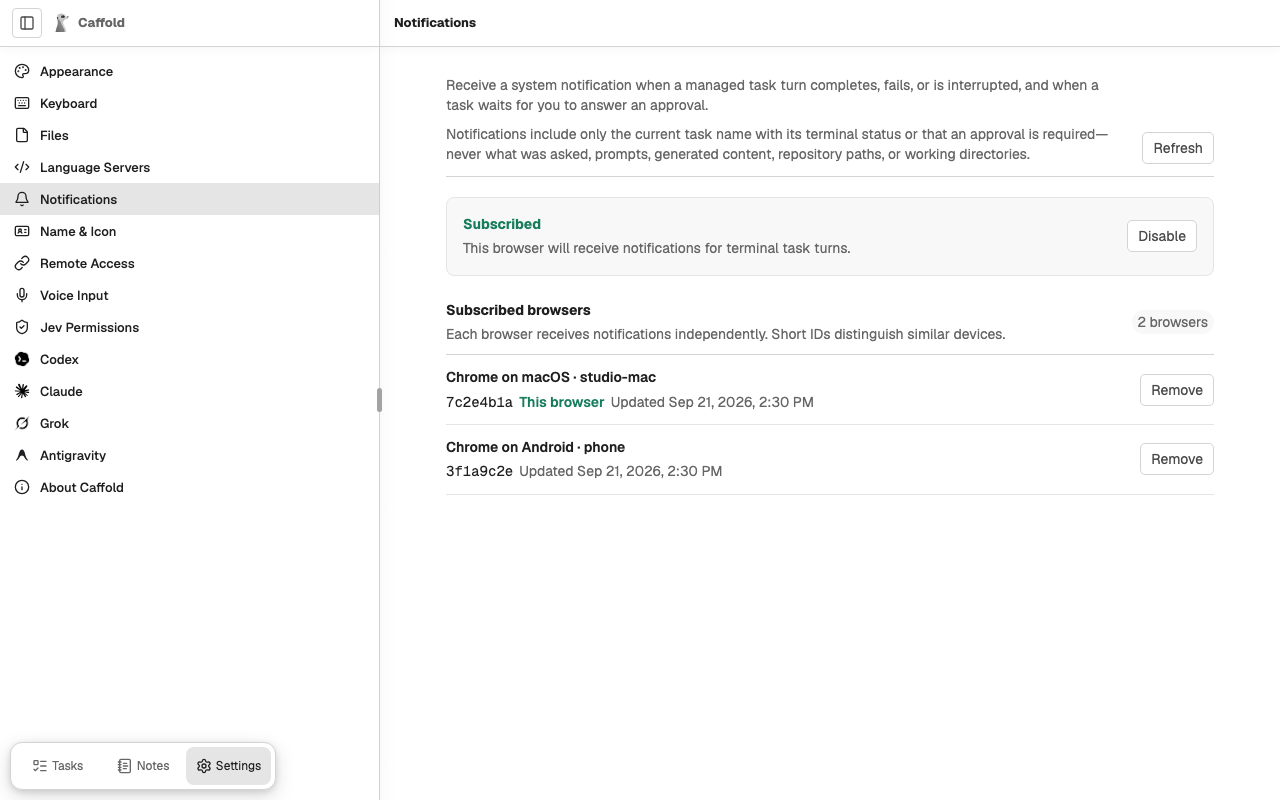 Caffold
Notifications
Appearance
Keyboard
Files
Language Servers
Notifications
Name & Icon
Remote Access
Voice Input
Jev Permissions
Codex
Claude
Grok
Antigravity
About Caffold
Tasks
Notes
Settings
Receive a system notification when a managed task turn completes, fails, or is interrupted, and when a
task waits for you to answer an approval.
Notifications include only the current task name with its terminal status or that an approval is required—
never what was asked, prompts, generated content, repository paths, or working directories.
Refresh
Subscribed
This browser will receive notifications for terminal task turns.
Disable
Subscribed browsers
Each browser receives notifications independently. Short IDs distinguish similar devices.
2 browsers
Chrome on macOS · studio-mac
7c2e4b1a This browser Updated Sep 21, 2026, 2:30 PM
Remove
Chrome on Android · phone
3f1a9c2e Updated Sep 21, 2026, 2:30 PM
Remove